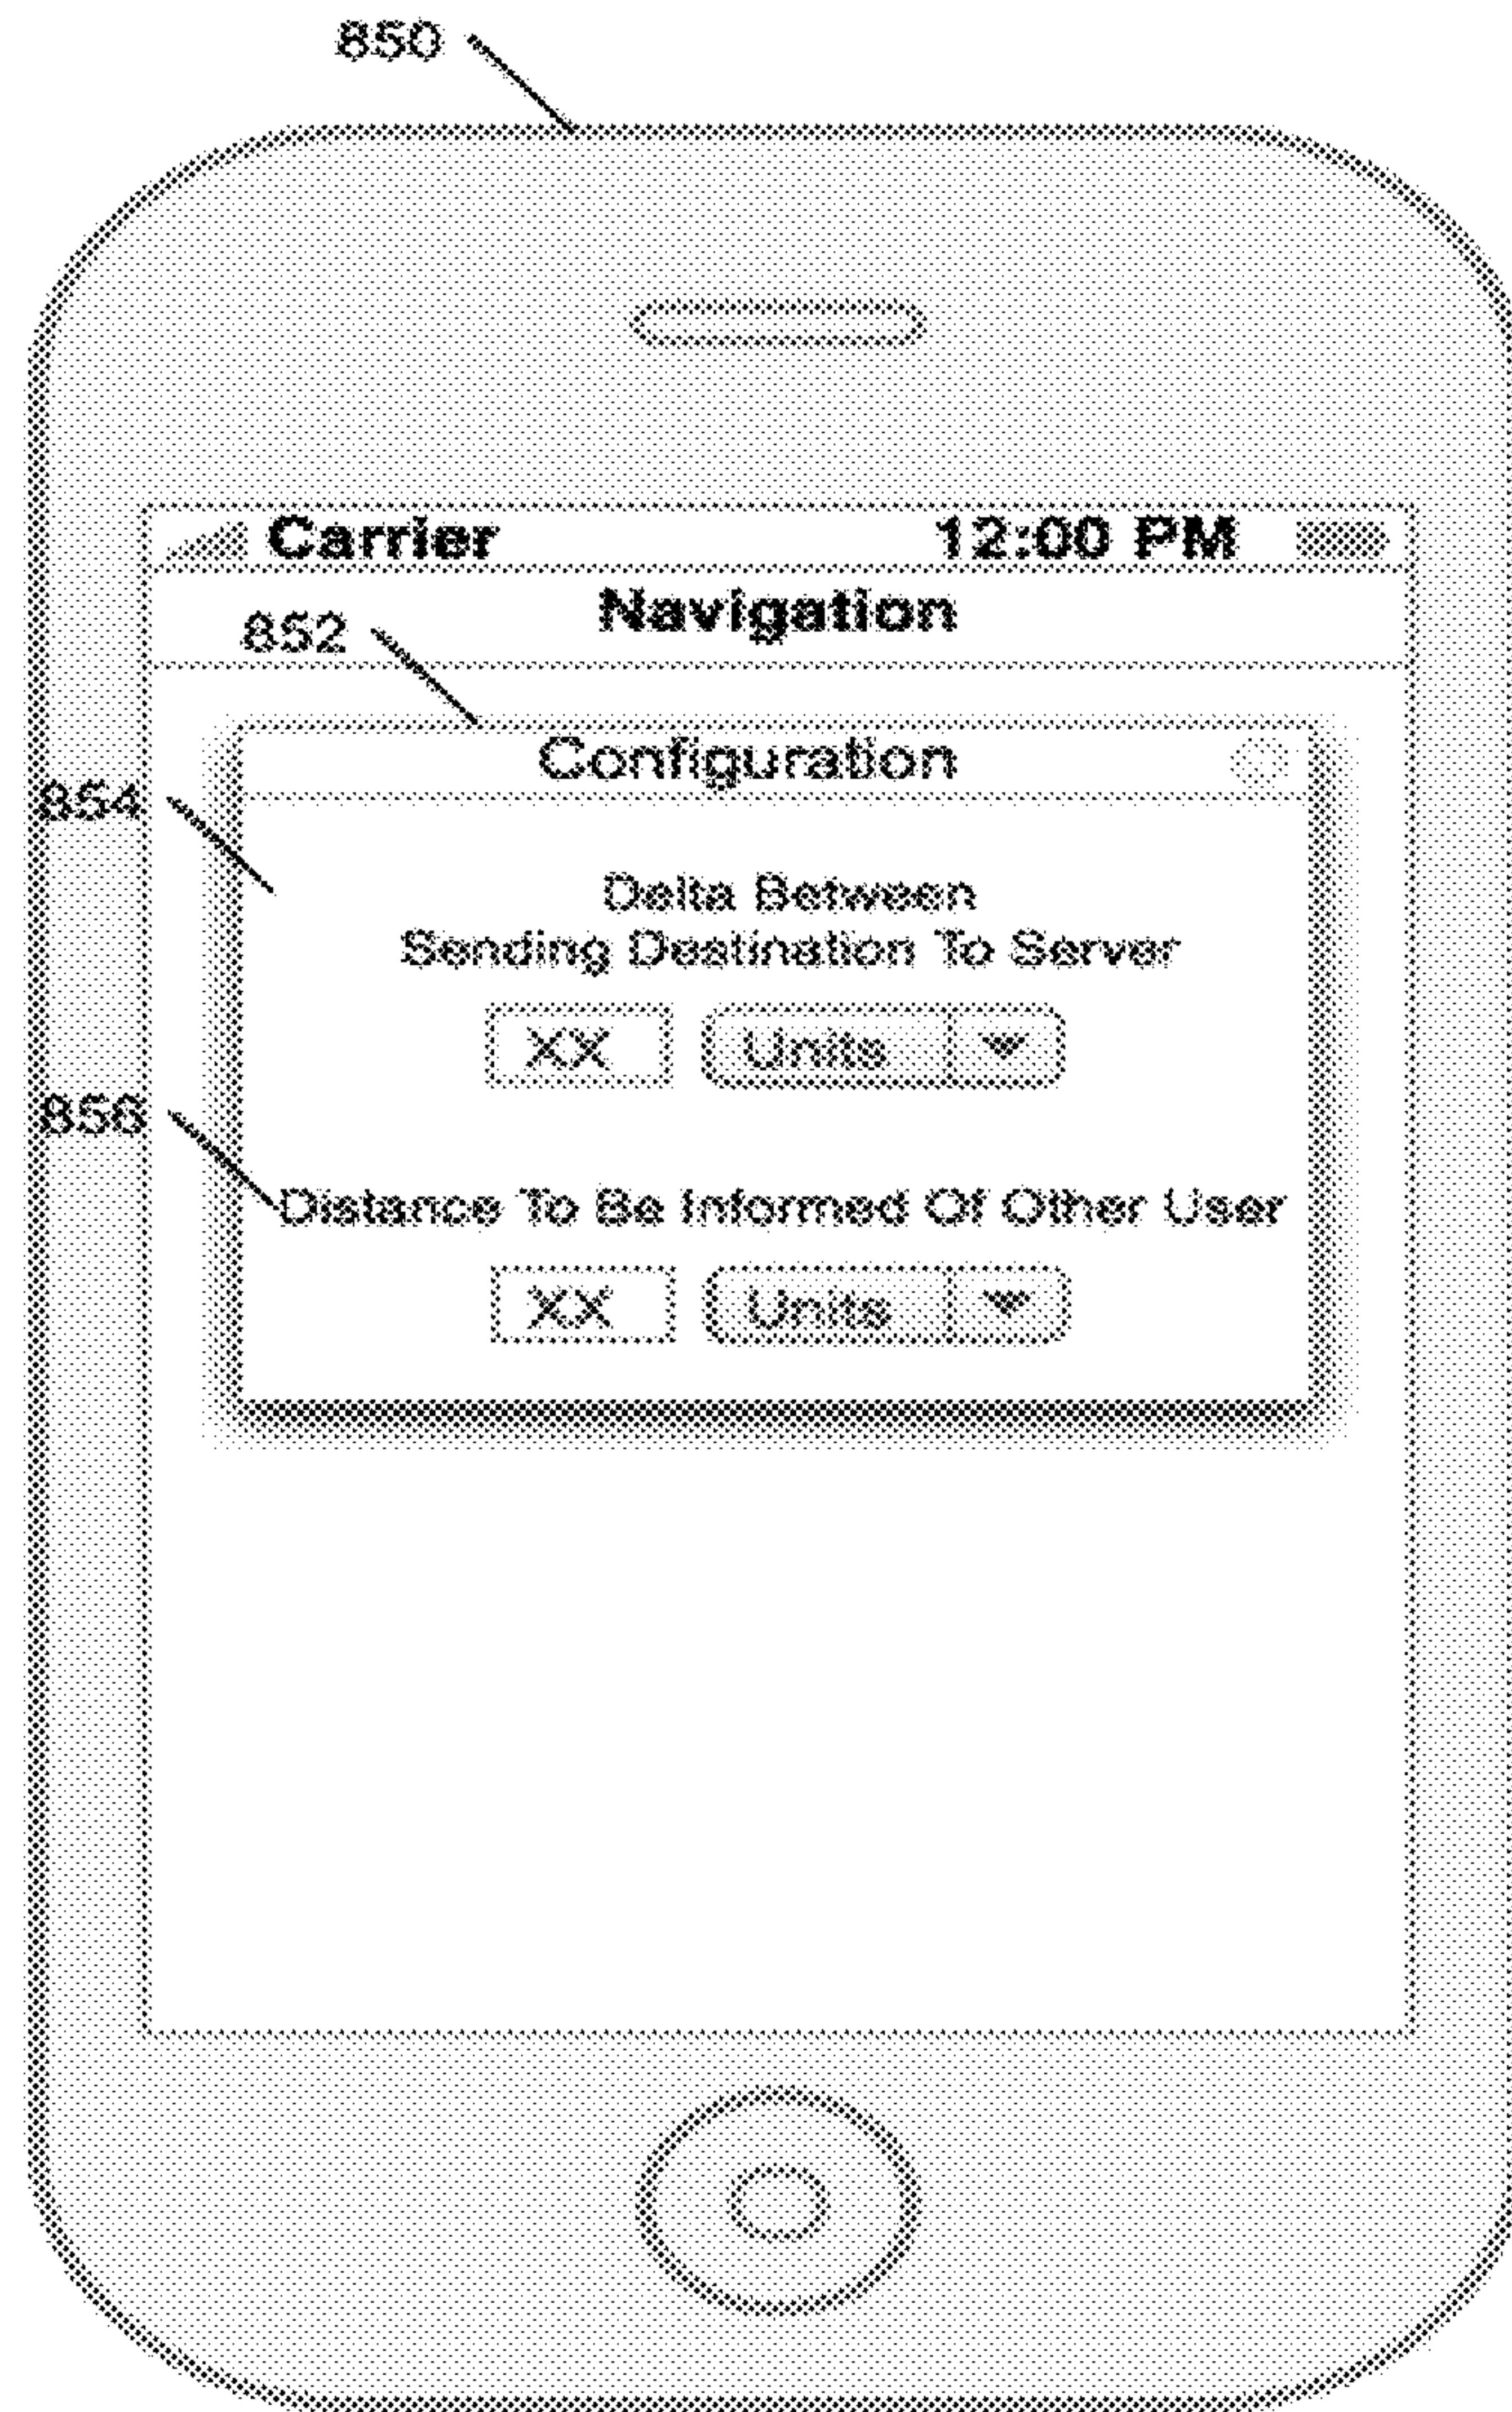 850
Carrier 12:00 PM
Navigation
852
Configuration
854
Delta Between
Sending Destination To Server
XX Units
856
Distance To Be Informed Of Other User
XX Units